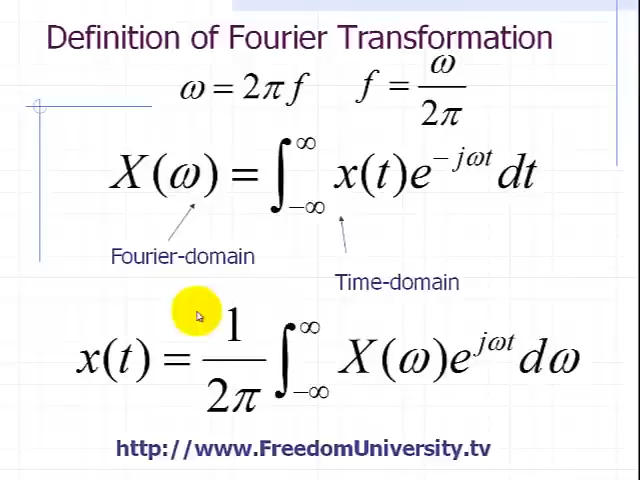 Definition of Fourier Transformation
ω = 2π f    f = ω/2π
X(ω) = ∫_{-∞}^{∞} x(t)e^{-jωt} dt
Fourier-domain
Time-domain
x(t) = 1/2π ∫_{-∞}^{∞} X(ω)e^{jωt} dω
http://www.FreedomUniversity.tv